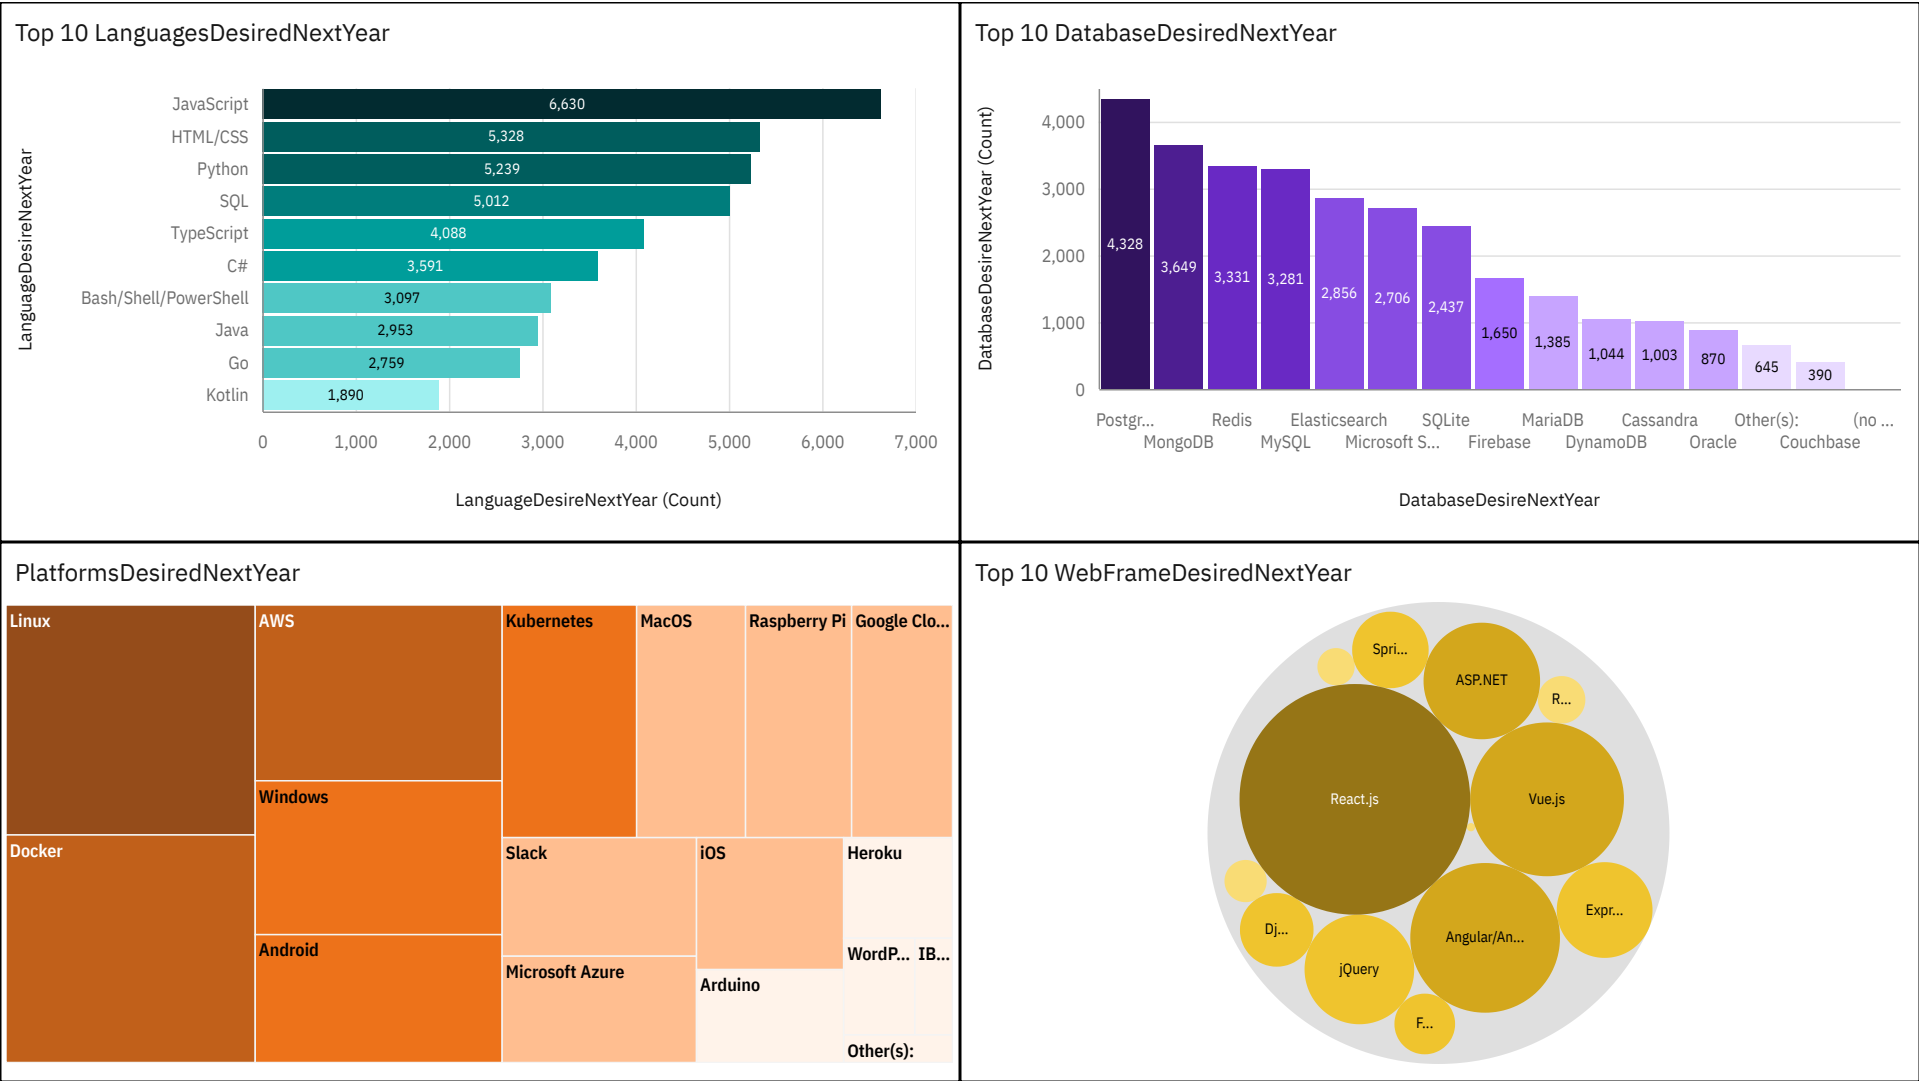 Top 10 LanguagesDesiredNextYear
LanguageDesireNextYear
JavaScript 6,630
HTML/CSS 5,328
Python 5,239
SQL 5,012
TypeScript 4,088
C# 3,591
Bash/Shell/PowerShell 3,097
Java 2,953
Go 2,759
Kotlin 1,890
0 1,000 2,000 3,000 4,000 5,000 6,000 7,000
LanguageDesireNextYear (Count)
Top 10 DatabaseDesiredNextYear
DatabaseDesireNextYear (Count)
4,000
3,000
2,000
1,000
0
4,328 3,649 3,331 3,281 2,856 2,706 2,437 1,650 1,385 1,044 1,003 870 645 390
Postgr... Redis Elasticsearch SQLite MariaDB Cassandra Other(s): (no ...
MongoDB MySQL Microsoft S... Firebase DynamoDB Oracle Couchbase
DatabaseDesireNextYear
PlatformsDesiredNextYear
Linux AWS Kubernetes MacOS Raspberry Pi Google Clo...
Windows
Docker Slack iOS Heroku
Android WordP... IB...
Microsoft Azure Arduino
Other(s):
Top 10 WebFrameDesiredNextYear
Spri...
ASP.NET
R...
React.js Vue.js
Expr...
Dj... Angular/An...
jQuery
F...